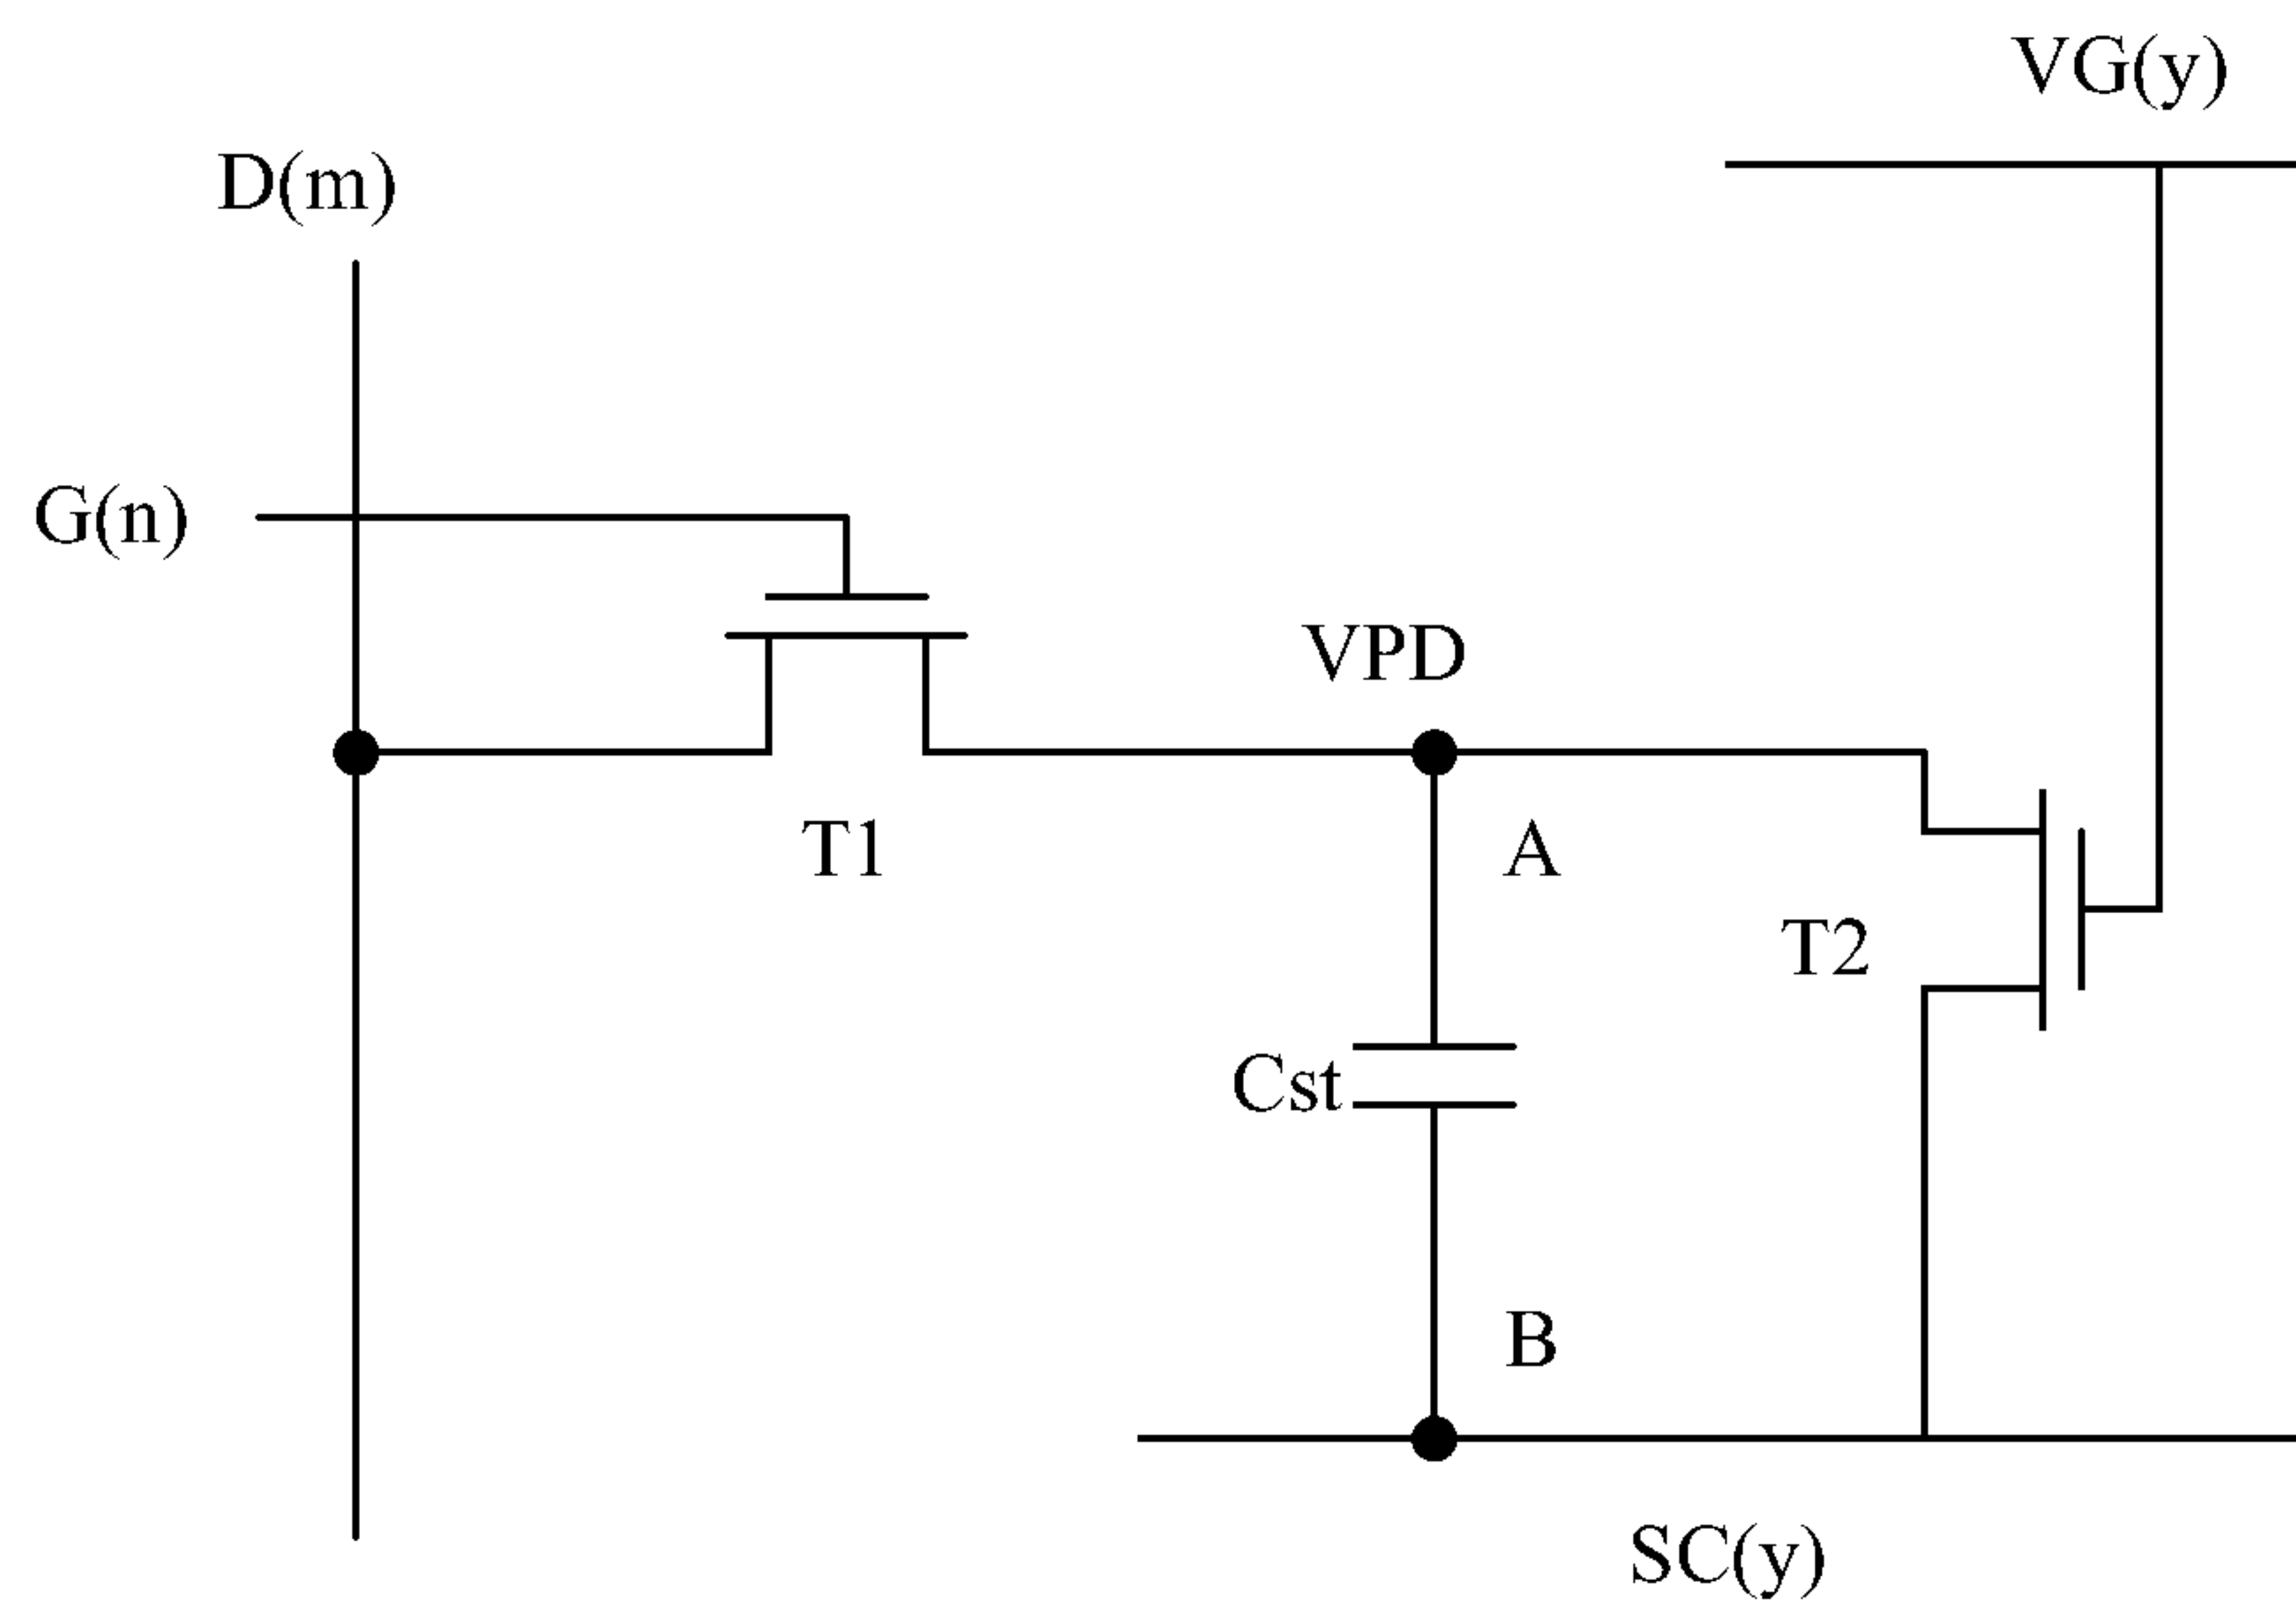 VG(y)
D(m)
G(n)
VPD
T1
A
T2
Cst
B
SC(y)